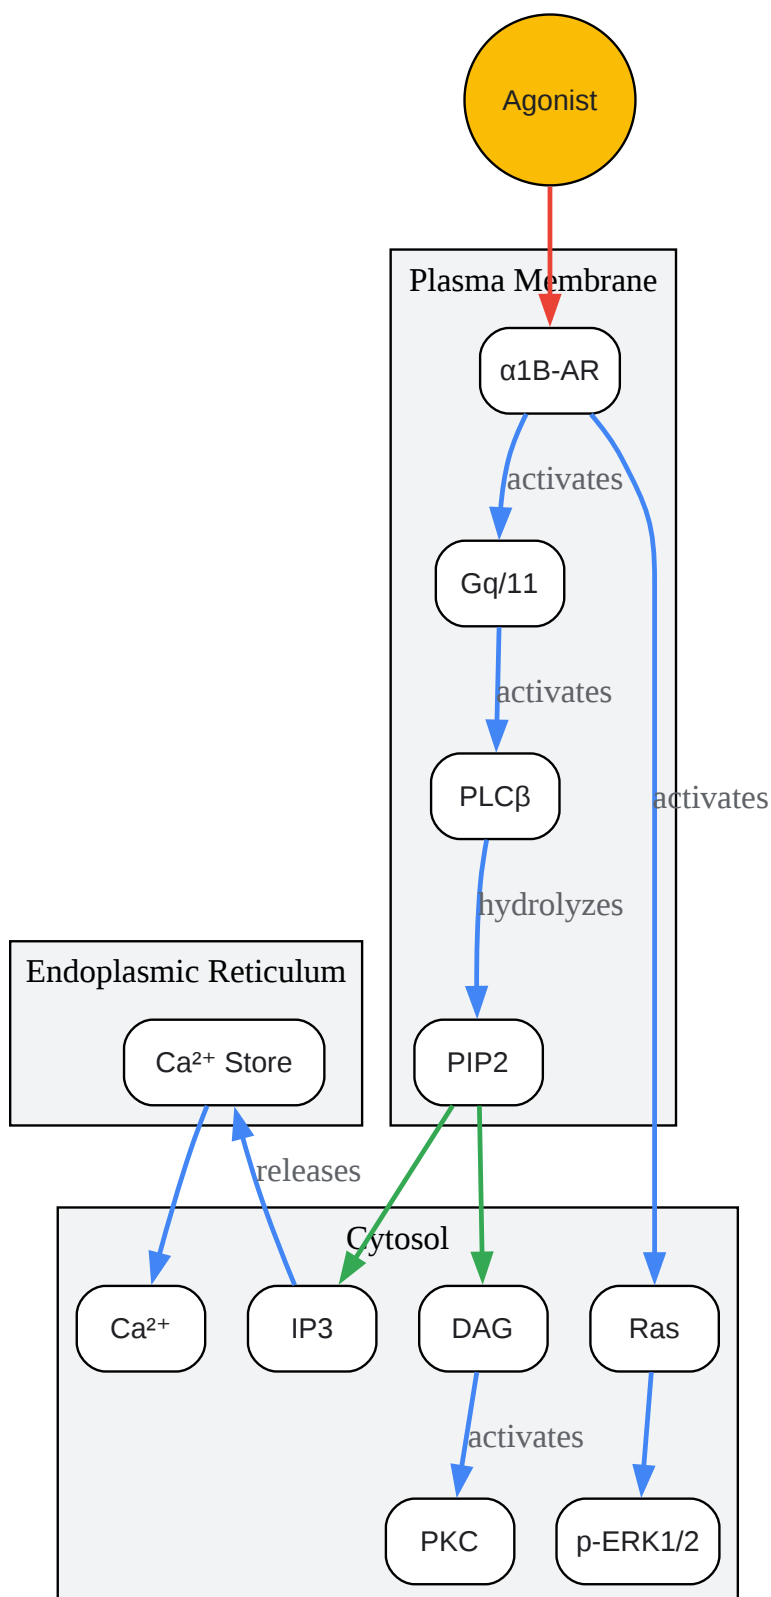 Agonist
Plasma Membrane
α1B-AR
activates
Gq/11
activates
PLCβ
activates
hydrolyzes
Endoplasmic Reticulum
Ca²⁺ Store
PIP2
releases
Cytosol
Ca²⁺
IP3
DAG
Ras
activates
PKC
p-ERK1/2